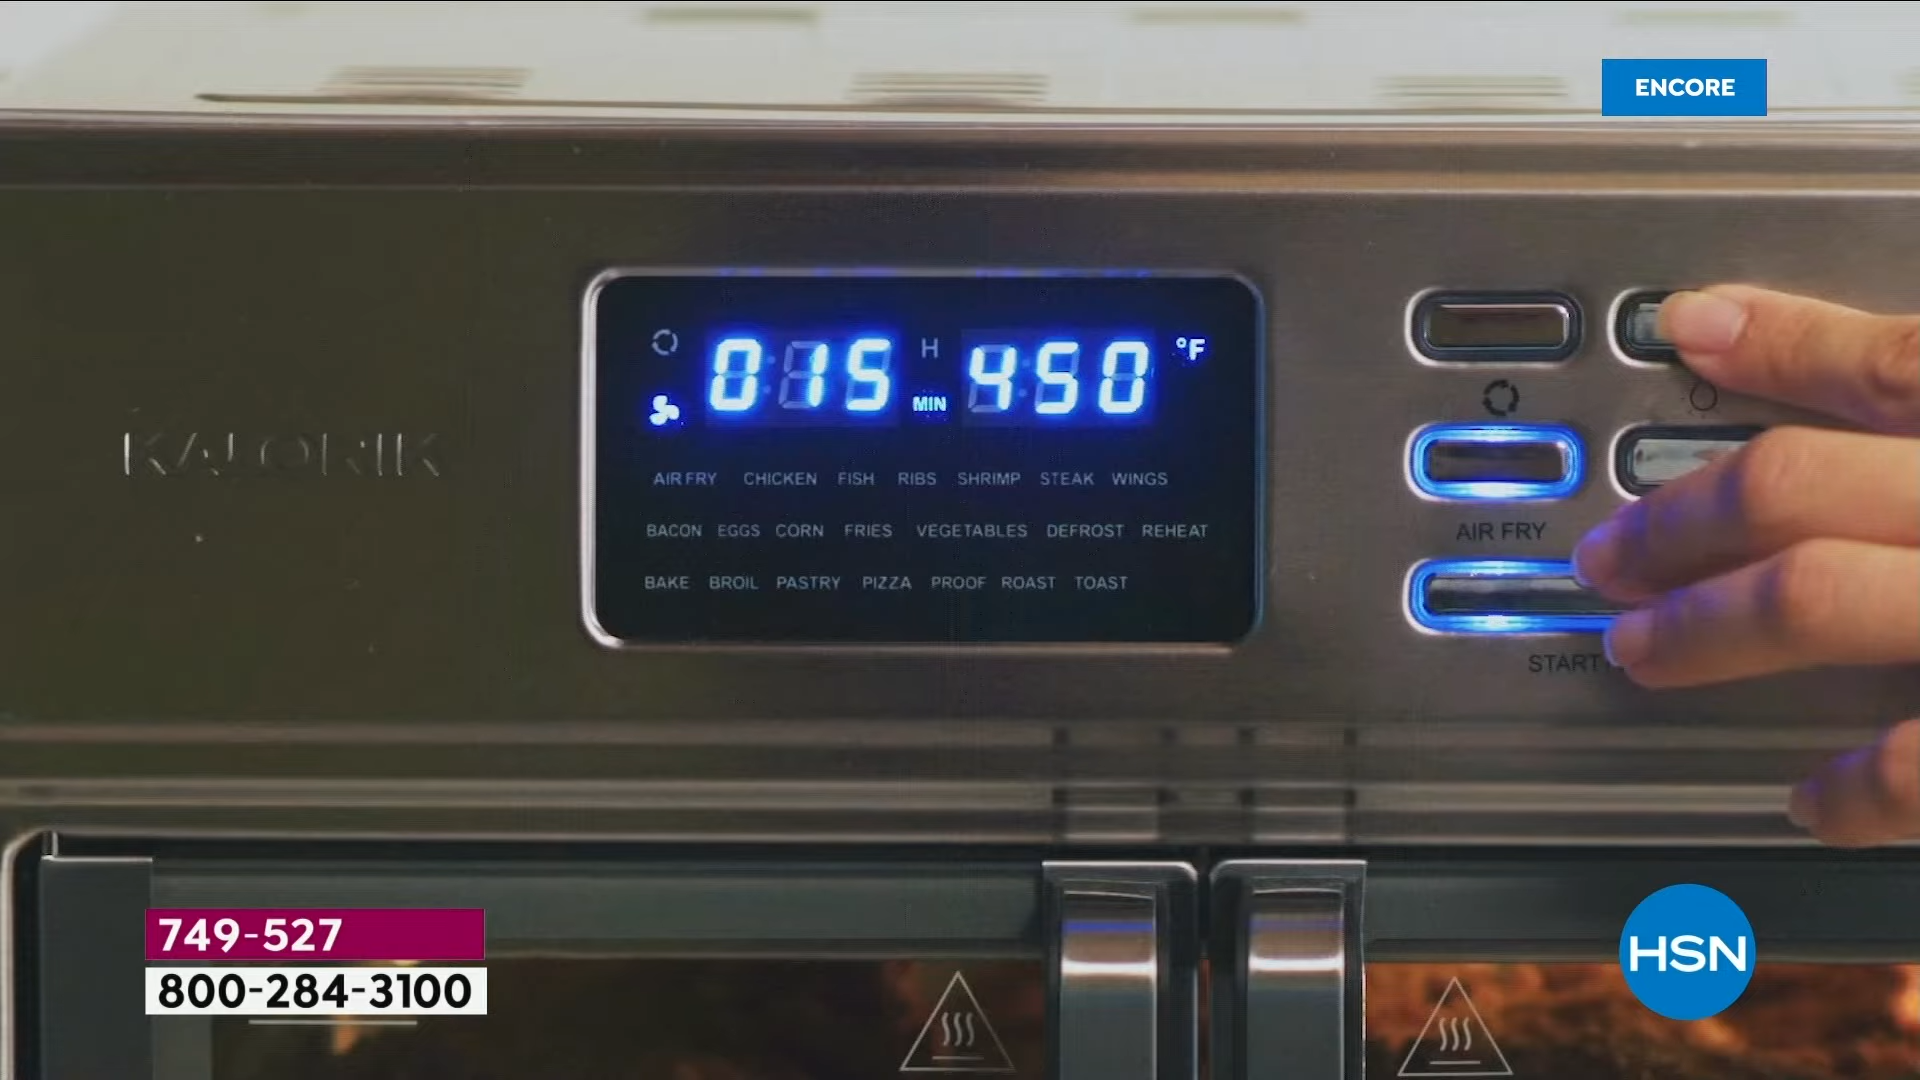 ENCORE
015 H MIN 450 °F
KALORIK
AIR FRY CHICKEN FISH RIBS SHRIMP STEAK WINGS
BACON EGGS CORN FRIES VEGETABLES DEFROST REHEAT
BAKE BROIL PASTRY PIZZA PROOF ROAST TOAST
AIR FRY
START
749-527
800-284-3100
HSN